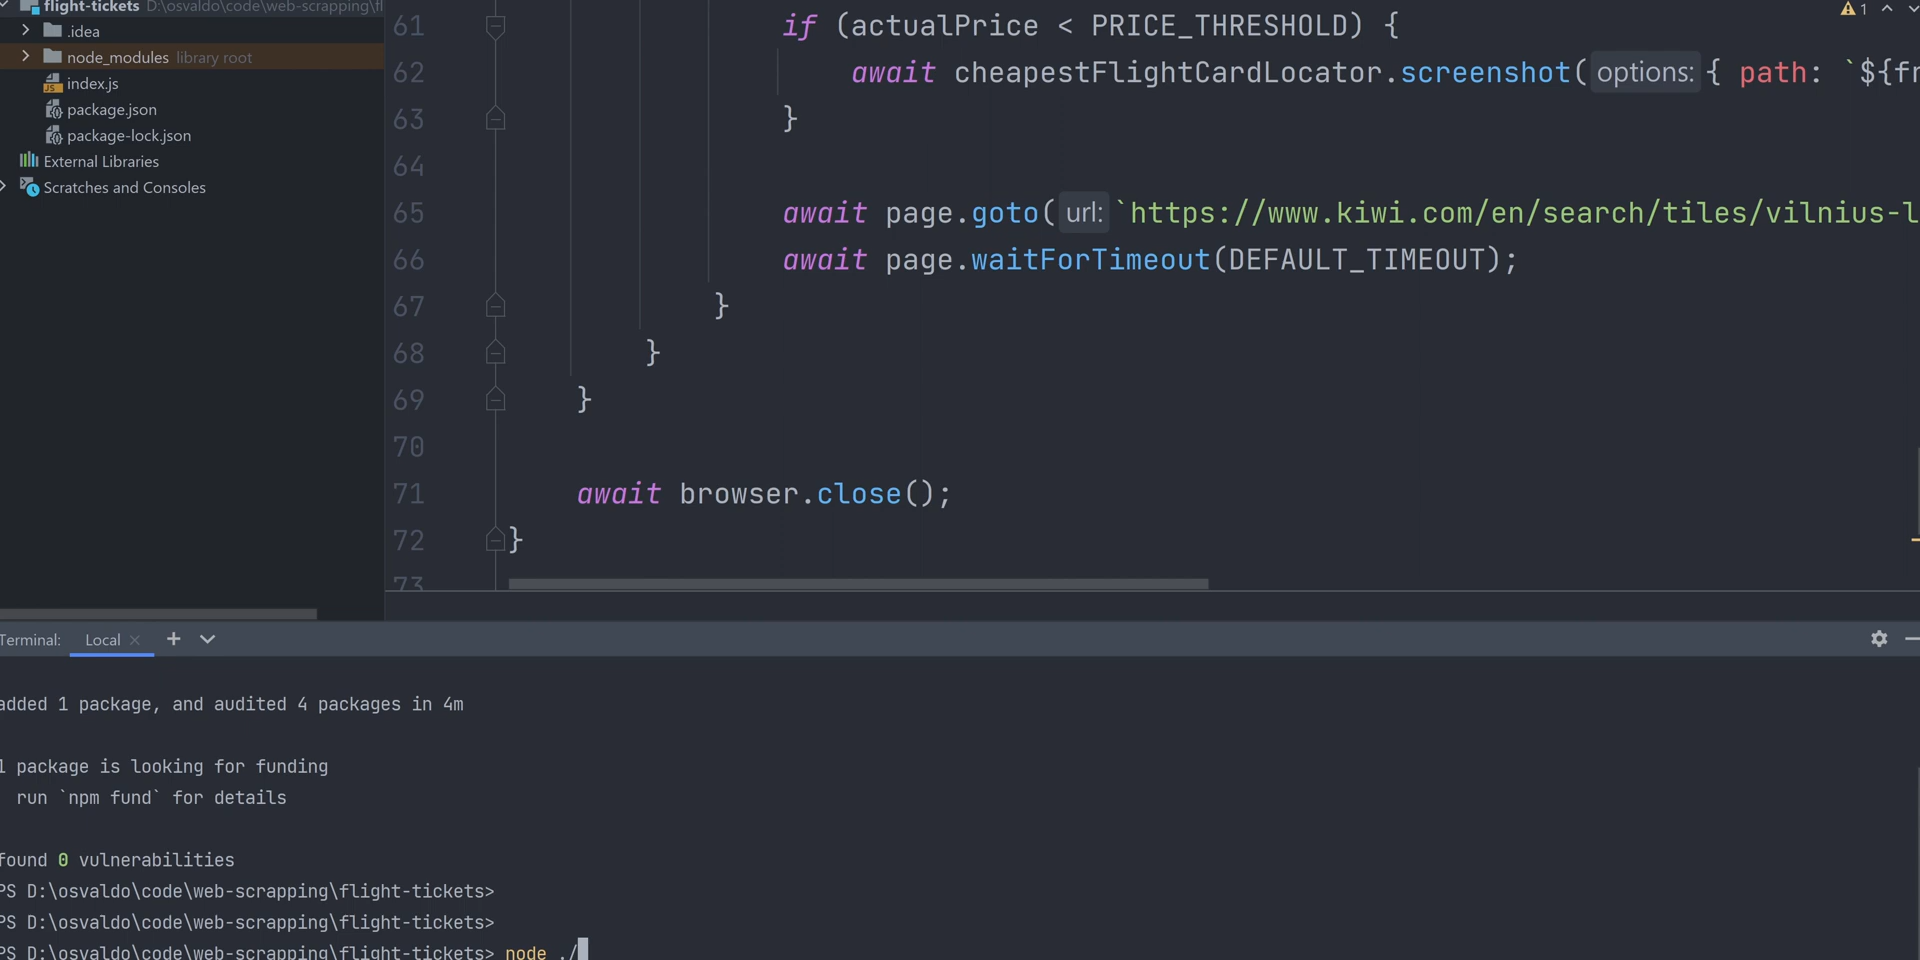 flight-tickets D:\osvaldo\code\web-scrapping\fl
.idea
node_modules library root
index.js
package.json
package-lock.json
External Libraries
Scratches and Consoles
1
61 if (actualPrice < PRICE_THRESHOLD) {
62 await cheapestFlightCardLocator.screenshot( options: { path: `${fr
63 }
64
65 await page.goto( url: `https://www.kiwi.com/en/search/tiles/vilnius-l
66 await page.waitForTimeout(DEFAULT_TIMEOUT);
67 }
68 }
69 }
70
71 await browser.close();
72 }
73
Terminal: Local
added 1 package, and audited 4 packages in 4m
1 package is looking for funding
run `npm fund` for details
found 0 vulnerabilities
PS D:\osvaldo\code\web-scrapping\flight-tickets>
PS D:\osvaldo\code\web-scrapping\flight-tickets>
PS D:\osvaldo\code\web-scrapping\flight-tickets> node ./